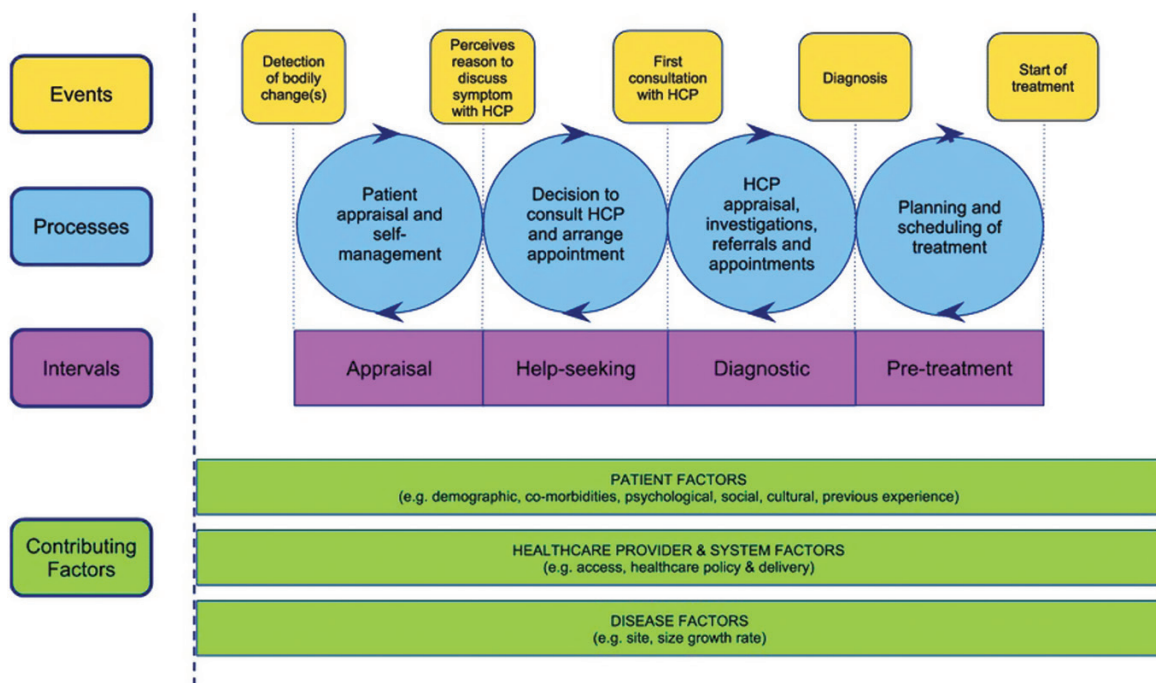 Events
Detection
of bodily
change(s)
Perceives
reason to
discuss
symptom
with HCP
First
consultation
with HCP
Diagnosis
Start of
treatment
Processes
Patient
appraisal and
self-
management
Decision to
consult HCP
and arrange
appointment
HCP
appraisal,
investigations,
referrals and
appointments
Planning and
scheduling of
treatment
Intervals
Appraisal
Help-seeking
Diagnostic
Pre-treatment
Contributing
Factors
PATIENT FACTORS
(e.g. demographic, co-morbidities, psychological, social, cultural, previous experience)
HEALTHCARE PROVIDER & SYSTEM FACTORS
(e.g. access, healthcare policy & delivery)
DISEASE FACTORS
(e.g. site, size growth rate)